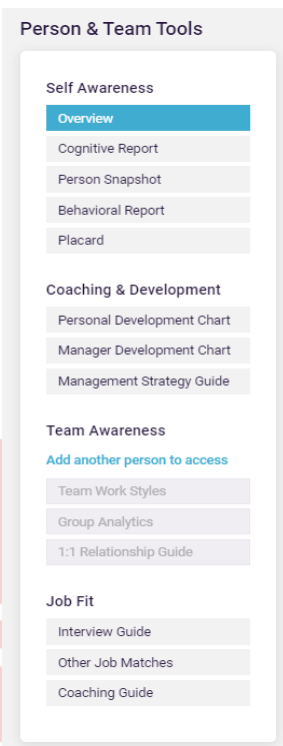 Person & Team Tools
Self Awareness
Overview
Cognitive Report
Person Snapshot
Behavioral Report
Placard
Coaching & Development
Personal Development Chart
Manager Development Chart
Management Strategy Guide
Team Awareness
Add another person to access
Team Work Styles
Group Analytics
1:1 Relationship Guide
Job Fit
Interview Guide
Other Job Matches
Coaching Guide